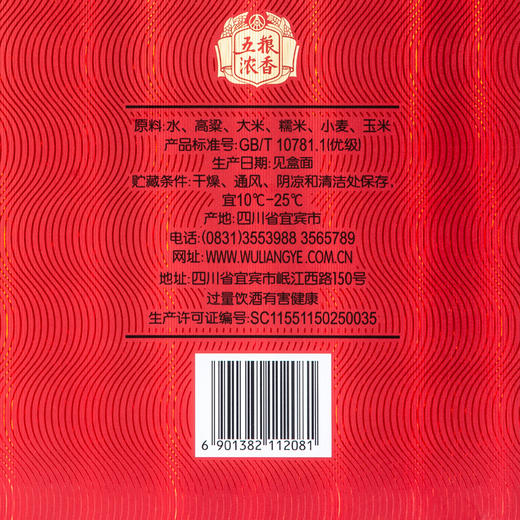 五粮
浓香
原料:水、高粱、大米、糯米、小麦、玉米
产品标准号:GB/T 10781.1(优级)
生产日期:见盒面
贮藏条件:干燥、通风、阴凉和清洁处保存,
宜10℃-25℃
产地:四川省宜宾市
电话:(0831)3553988 3565789
网址:WWW.WULIANGYE.COM.CN
地址:四川省宜宾市岷江西路150号
过量饮酒有害健康
生产许可证编号:SC11551150250035
6 901382 112081